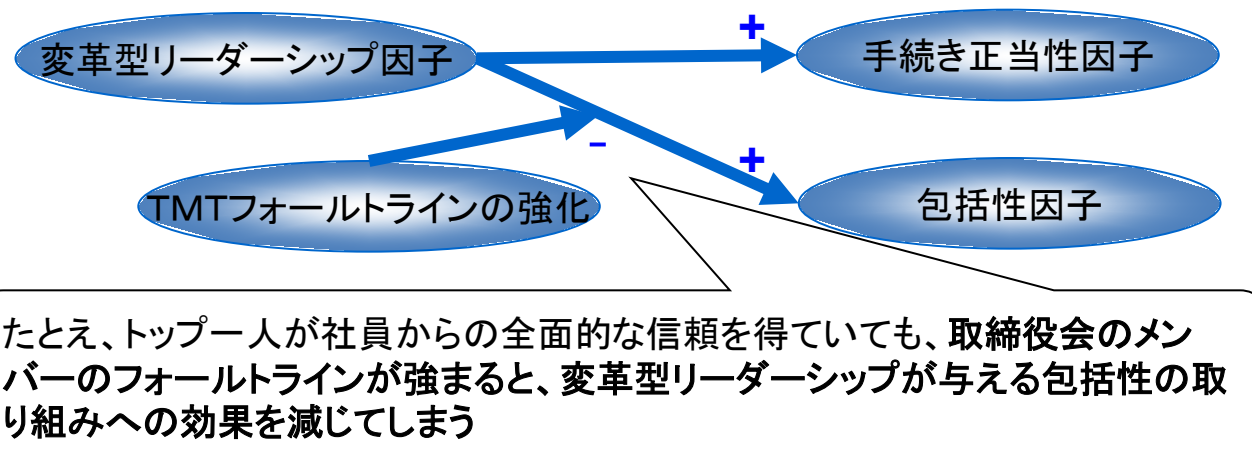 変革型リーダーシップ因子
+
手続き正当性因子
-
+
TMTフォールトラインの強化
包括性因子
たとえ、トップ一人が社員からの全面的な信頼を得ていても、取締役会のメン
バーのフォールトラインが強まると、変革型リーダーシップが与える包括性の取
り組みへの効果を減じてしまう